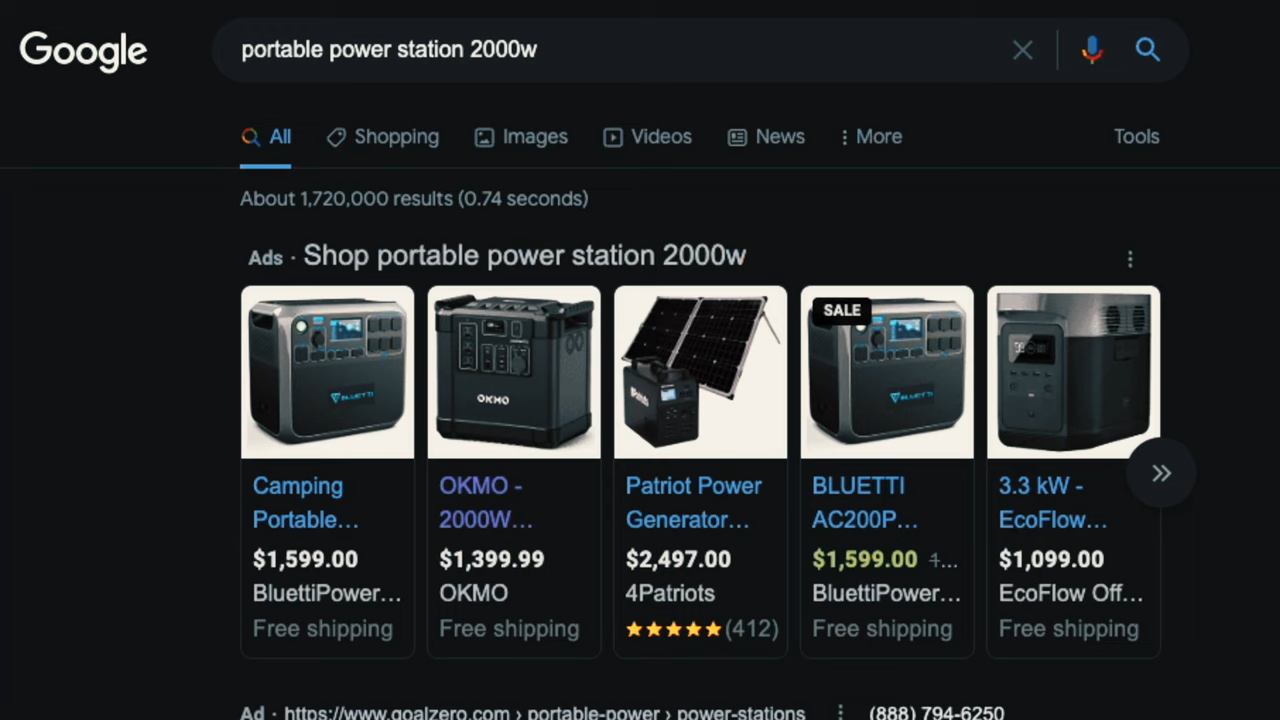 Google
portable power station 2000w
All Shopping Images Videos News More Tools
About 1,720,000 results (0.74 seconds)
Ads · Shop portable power station 2000w
SALE
BLUETTI OKMO BLUETTI
Camping OKMO - Patriot Power BLUETTI 3.3 kW -
Portable... 2000W... Generator... AC200P... EcoFlow...
$1,599.00 $1,399.99 $2,497.00 $1,599.00 $1,099.00
BluettiPower... OKMO 4Patriots BluettiPower... EcoFlow Off...
Free shipping Free shipping (412) Free shipping Free shipping
Ad · https://www.goalzero.com › portable-power › power-stations (888) 794-6250